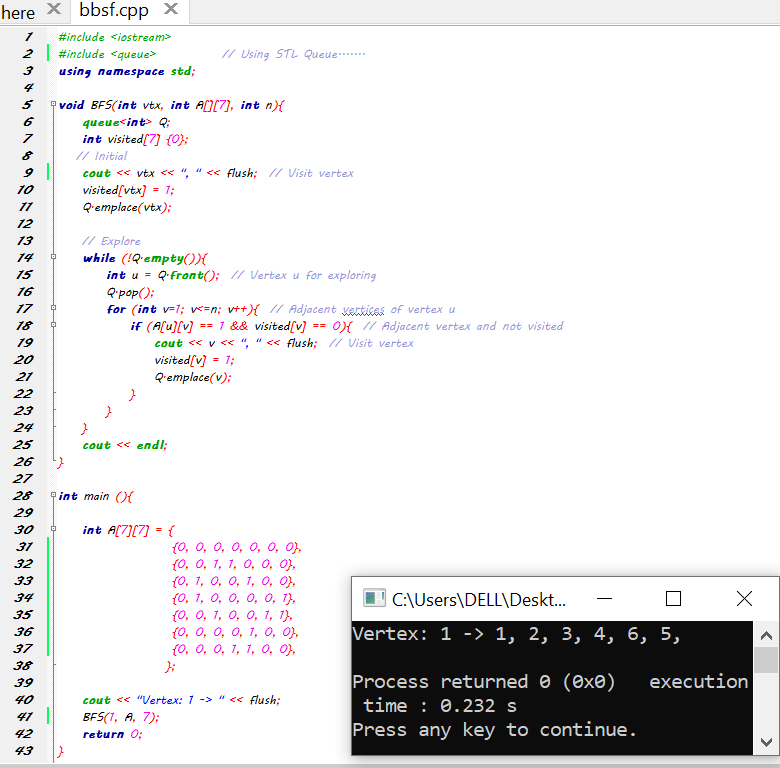 here bbsf.cpp
1 #include <iostream>
2 #include <queue> // Using STL Queue·······
3 using namespace std;
4
5 void BFS(int vtx, int A[][7], int n){
6 queue<int> Q;
7 int visited[7] {0};
8 // Initial
9 cout << vtx << ", " << flush; // Visit vertex
10 visited[vtx] = 1;
11 Q.emplace(vtx);
12
13 // Explore
14 while (!Q.empty()){
15 int u = Q.front(); // Vertex u for exploring
16 Q.pop();
17 for (int v=1; v<=n; v++){ // Adjacent vertices of vertex u
18 if (A[u][v] == 1 && visited[v] == 0){ // Adjacent vertex and not visited
19 cout << v << ", " << flush; // Visit vertex
20 visited[v] = 1;
21 Q.emplace(v);
22 }
23 }
24 }
25 cout << endl;
26 }
27
28 int main (){
29
30 int A[7][7] = {
31 {0, 0, 0, 0, 0, 0, 0},
32 {0, 0, 1, 1, 0, 0, 0},
33 {0, 1, 0, 0, 1, 0, 0},
34 {0, 1, 0, 0, 0, 0, 1},
35 {0, 0, 1, 0, 0, 1, 1},
36 {0, 0, 0, 0, 1, 0, 0},
37 {0, 0, 0, 1, 1, 0, 0},
38 };
39
40 cout << "Vertex: 1 -> " << flush;
41 BFS(1, A, 7);
42 return 0;
43 }
C:\Users\DELL\Deskt...
Vertex: 1 -> 1, 2, 3, 4, 6, 5,
Process returned 0 (0x0) execution
time : 0.232 s
Press any key to continue.